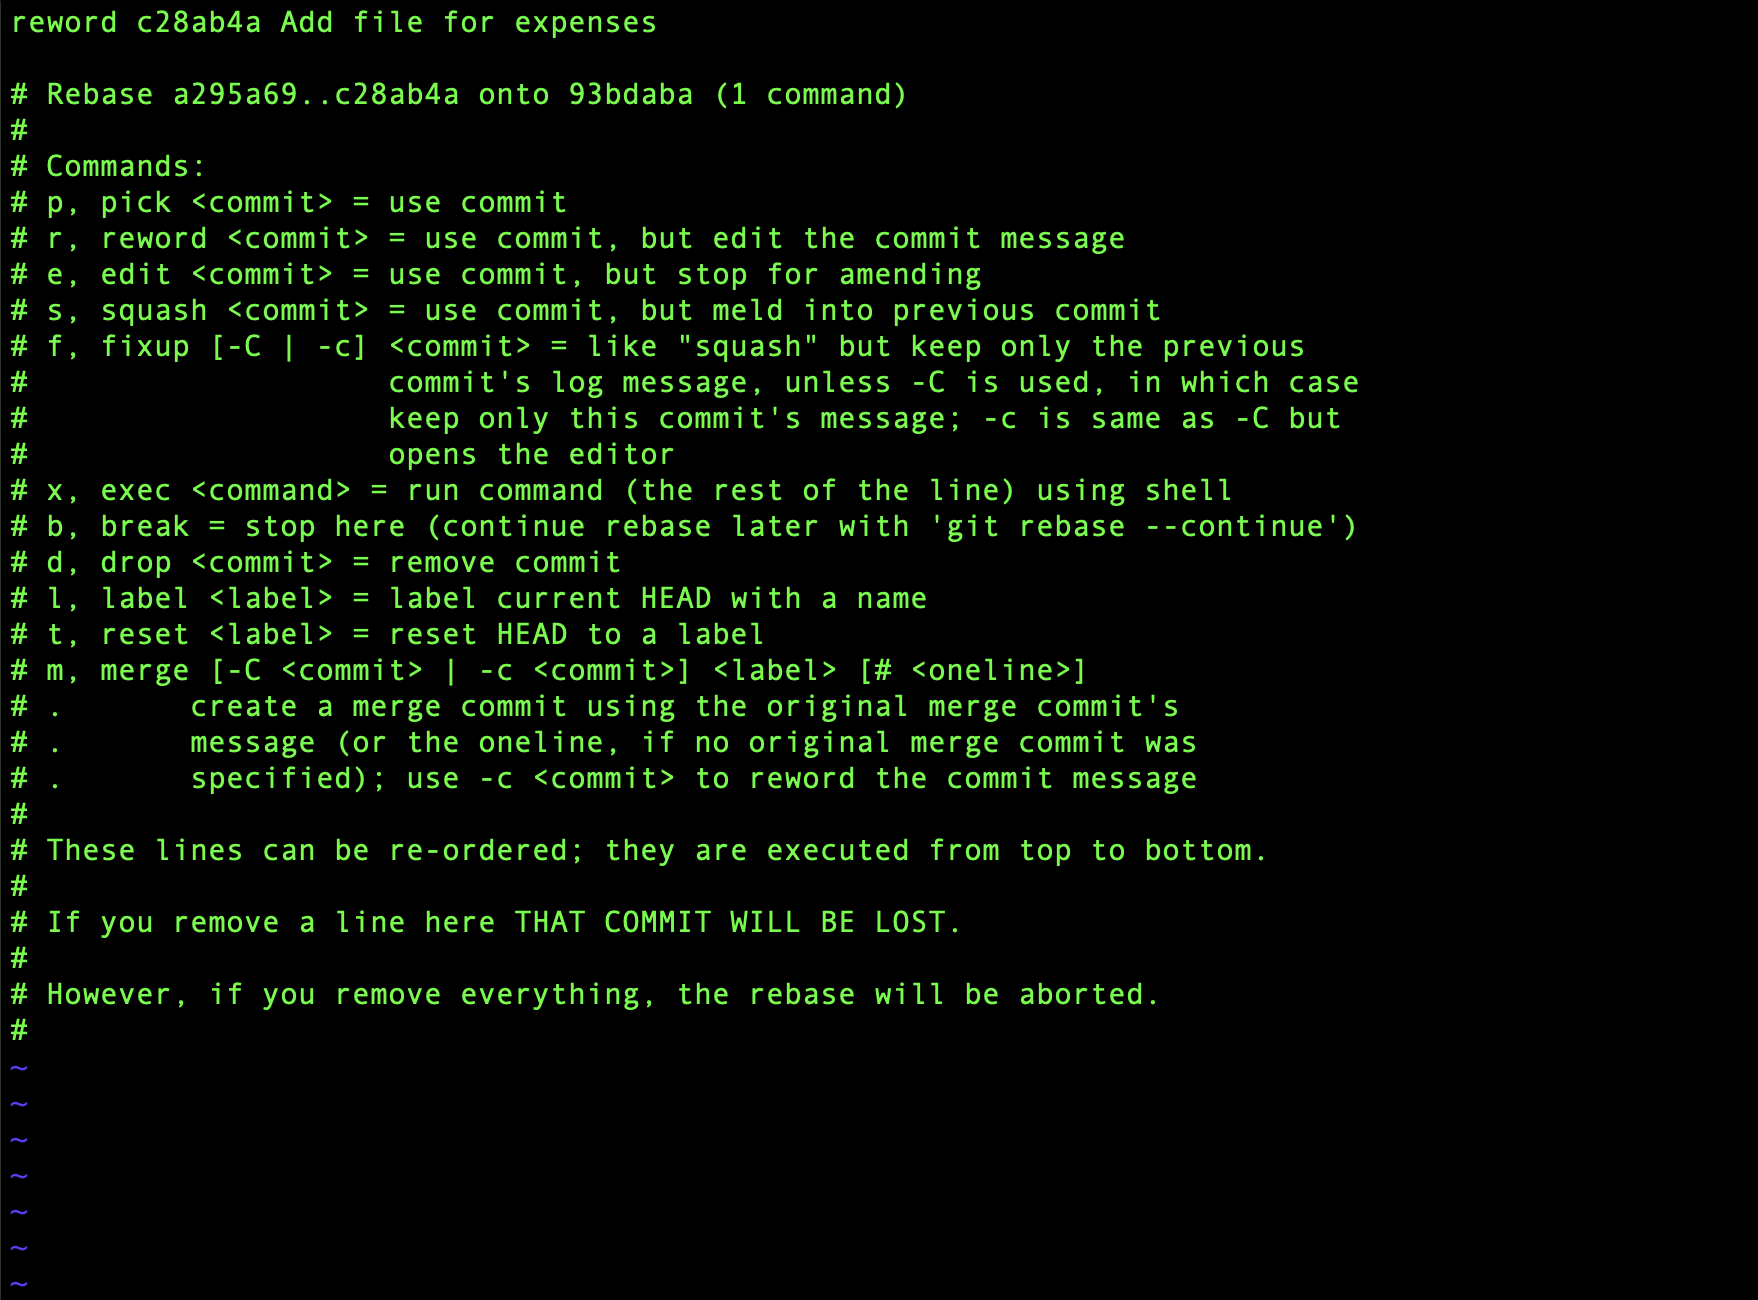 reword c28ab4a Add file for expenses

# Rebase a295a69..c28ab4a onto 93bdaba (1 command)
#
# Commands:
# p, pick <commit> = use commit
# r, reword <commit> = use commit, but edit the commit message
# e, edit <commit> = use commit, but stop for amending
# s, squash <commit> = use commit, but meld into previous commit
# f, fixup [-C | -c] <commit> = like "squash" but keep only the previous
#                    commit's log message, unless -C is used, in which case
#                    keep only this commit's message; -c is same as -C but
#                    opens the editor
# x, exec <command> = run command (the rest of the line) using shell
# b, break = stop here (continue rebase later with 'git rebase --continue')
# d, drop <commit> = remove commit
# l, label <label> = label current HEAD with a name
# t, reset <label> = reset HEAD to a label
# m, merge [-C <commit> | -c <commit>] <label> [# <oneline>]
# .       create a merge commit using the original merge commit's
# .       message (or the oneline, if no original merge commit was
# .       specified); use -c <commit> to reword the commit message
#
# These lines can be re-ordered; they are executed from top to bottom.
#
# If you remove a line here THAT COMMIT WILL BE LOST.
#
# However, if you remove everything, the rebase will be aborted.
#
~
~
~
~
~
~
~